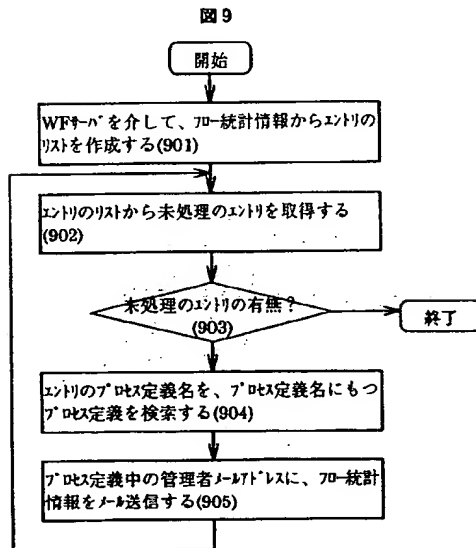 図9
開始
WFサーバを介して、フロー統計情報からエントリの
リストを作成する(901)
エントリのリストから未処理のエントリを取得する
(902)
未処理のエントリの有無?
(903)
終了
エントリのプロセス定義名を、プロセス定義名にもつ
プロセス定義を検索する(904)
プロセス定義中の管理者メールアドレスに、フロー統計
情報をメール送信する(905)